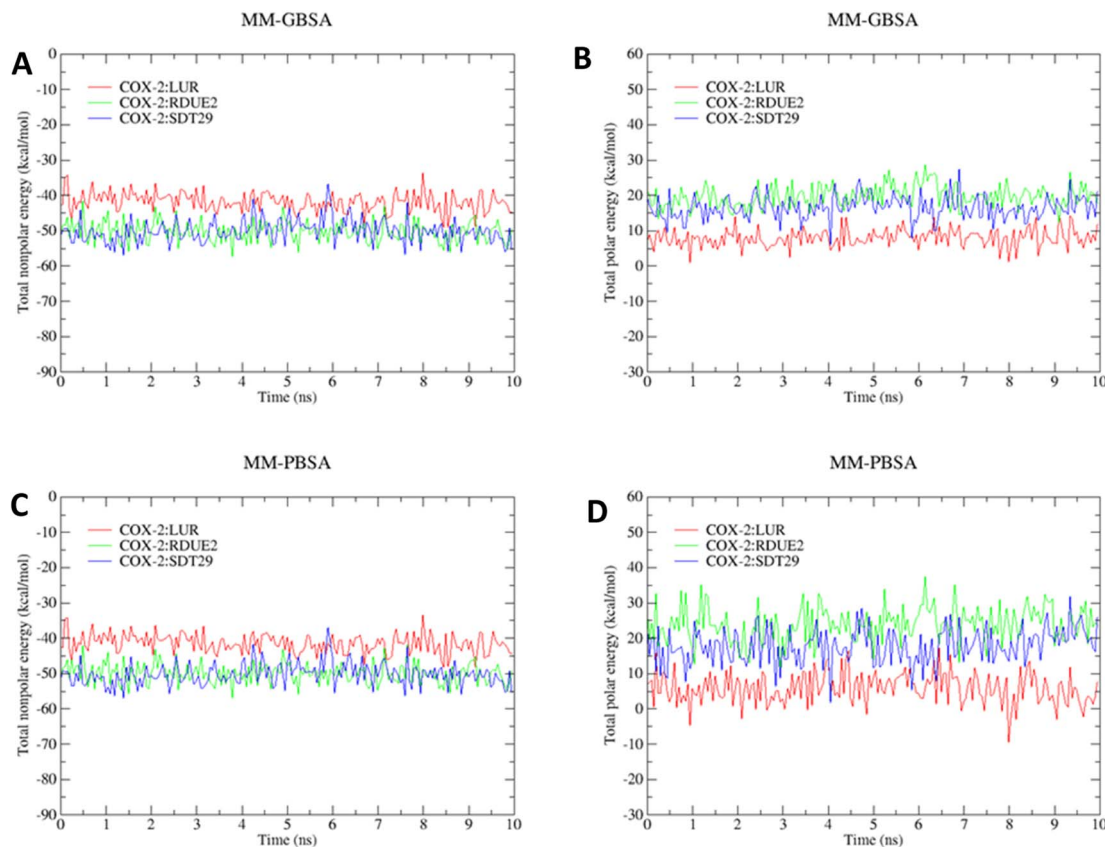 MM-GBSA
A
COX-2:LUR
COX-2:RDUE2
COX-2:SDT29
Total nonpolar energy (kcal/mol)
0
-10
-20
-30
-40
-50
-60
-70
-80
-90
0 1 2 3 4 5 6 7 8 9 10
Time (ns)
MM-GBSA
B
COX-2:LUR
COX-2:RDUE2
COX-2:SDT29
Total polar energy (kcal/mol)
60
50
40
30
20
10
0
10
20
-30
0 1 2 3 4 5 6 7 8 9 10
Time (ns)
MM-PBSA
C
COX-2:LUR
COX-2:RDUE2
COX-2:SDT29
Total nonpolar energy (kcal/mol)
0
-10
-20
-30
-40
-50
-60
-70
-80
-90
0 1 2 3 4 5 6 7 8 9 10
Time (ns)
MM-PBSA
D
COX-2:LUR
COX-2:RDUE2
COX-2:SDT29
Total polar energy (kcal/mol)
60
50
40
30
20
10
0
10
20
-30
0 1 2 3 4 5 6 7 8 9 10
Time (ns)